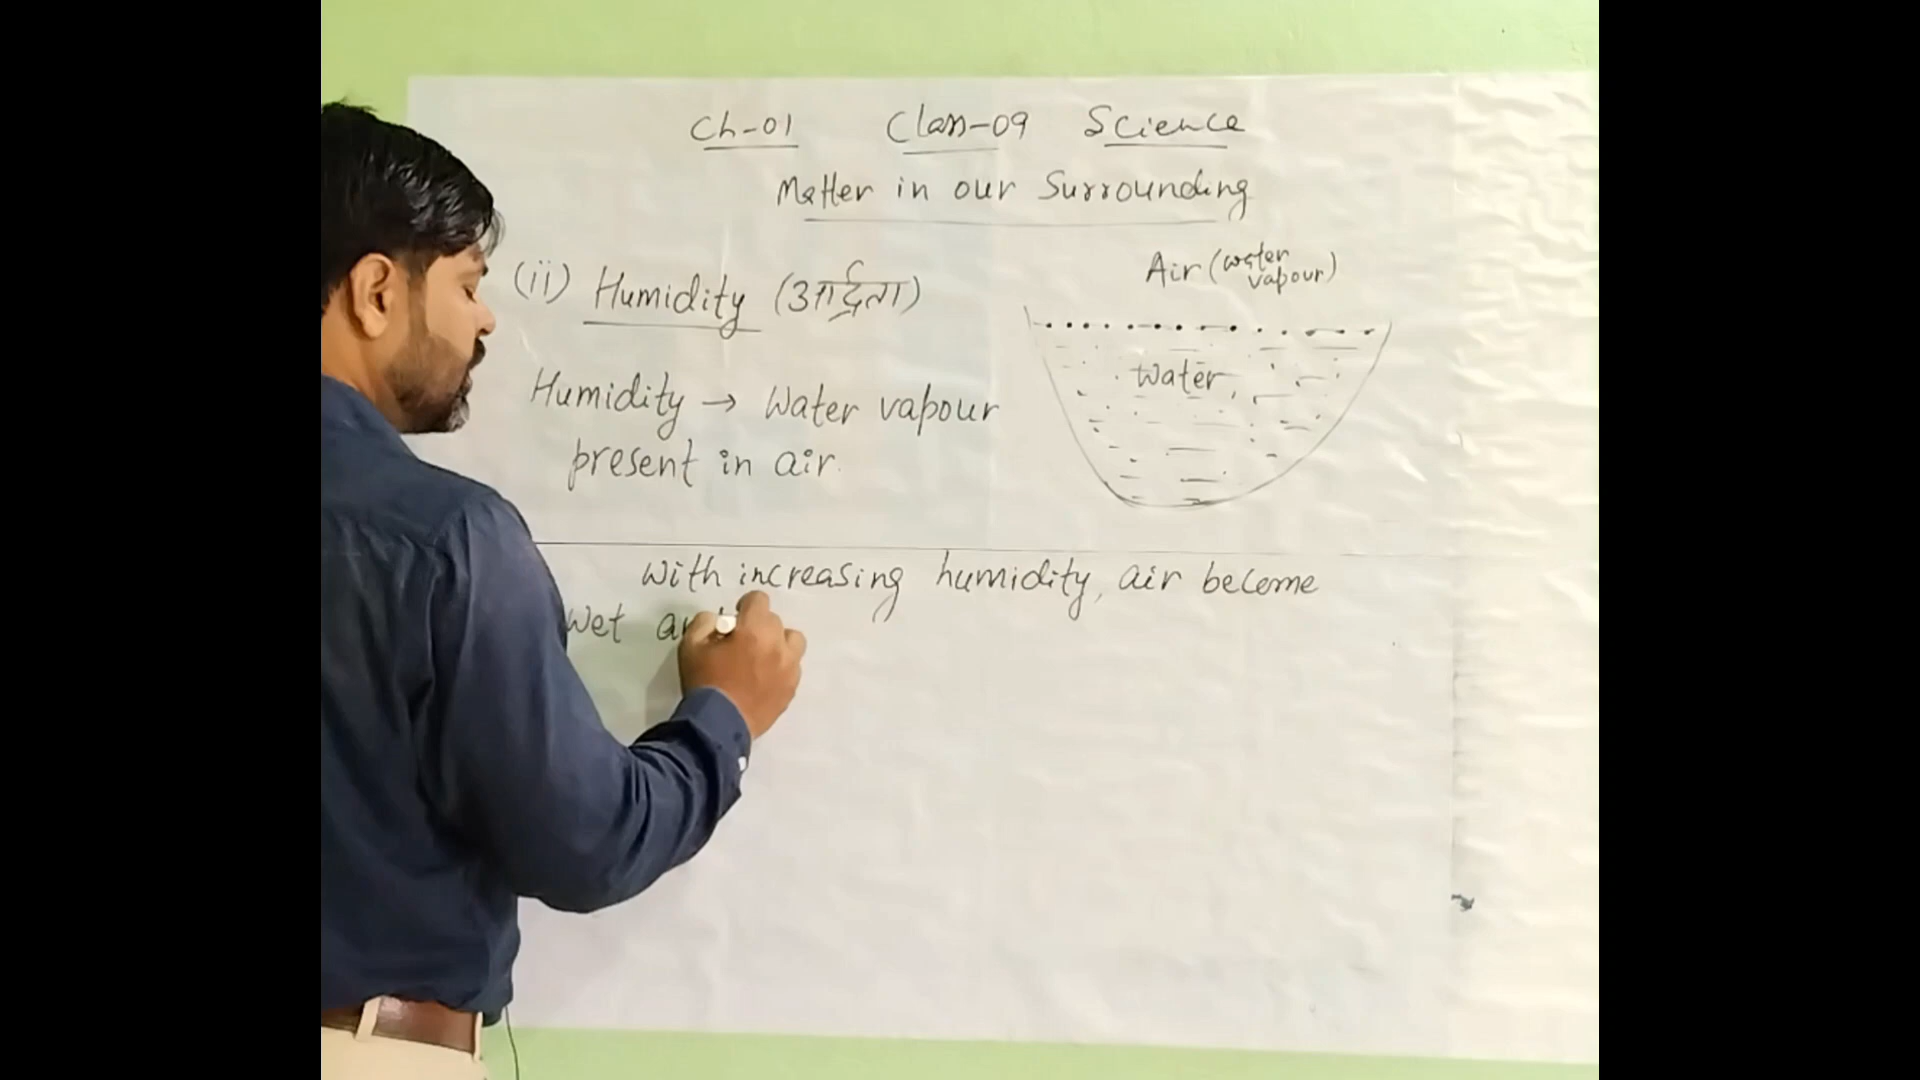 Ch-01 Class-09 Science
Matter in our Surrounding
(ii) Humidity (आर्द्रता)
Air (water vapour)
Water
Humidity → Water vapour
present in air.
With increasing humidity, air become
Wet